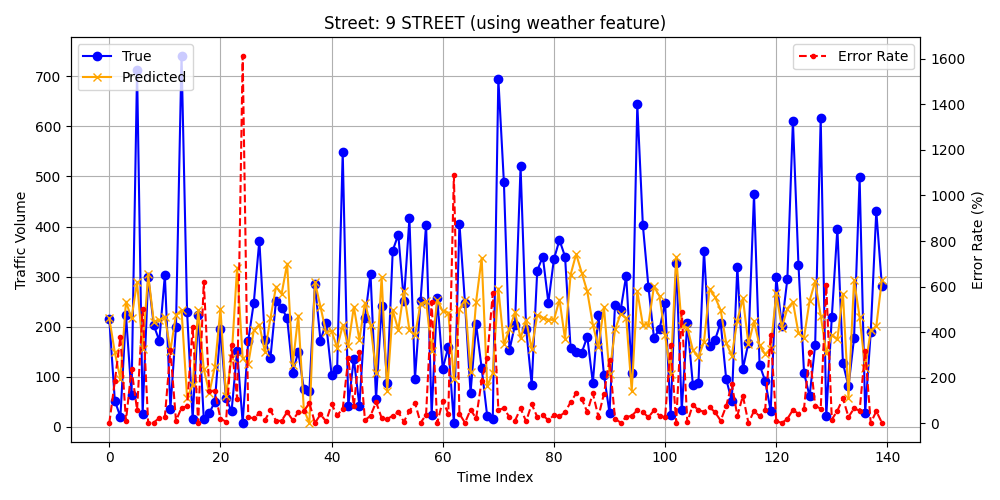 Street: 9 STREET (using weather feature)
True
Predicted
Error Rate
Traffic Volume
700
600
500
400
300
200
100
0
1600
1400
1200
1000
800
600
400
200
0
Error Rate (%)
0 20 40 60 80 100 120 140
Time Index